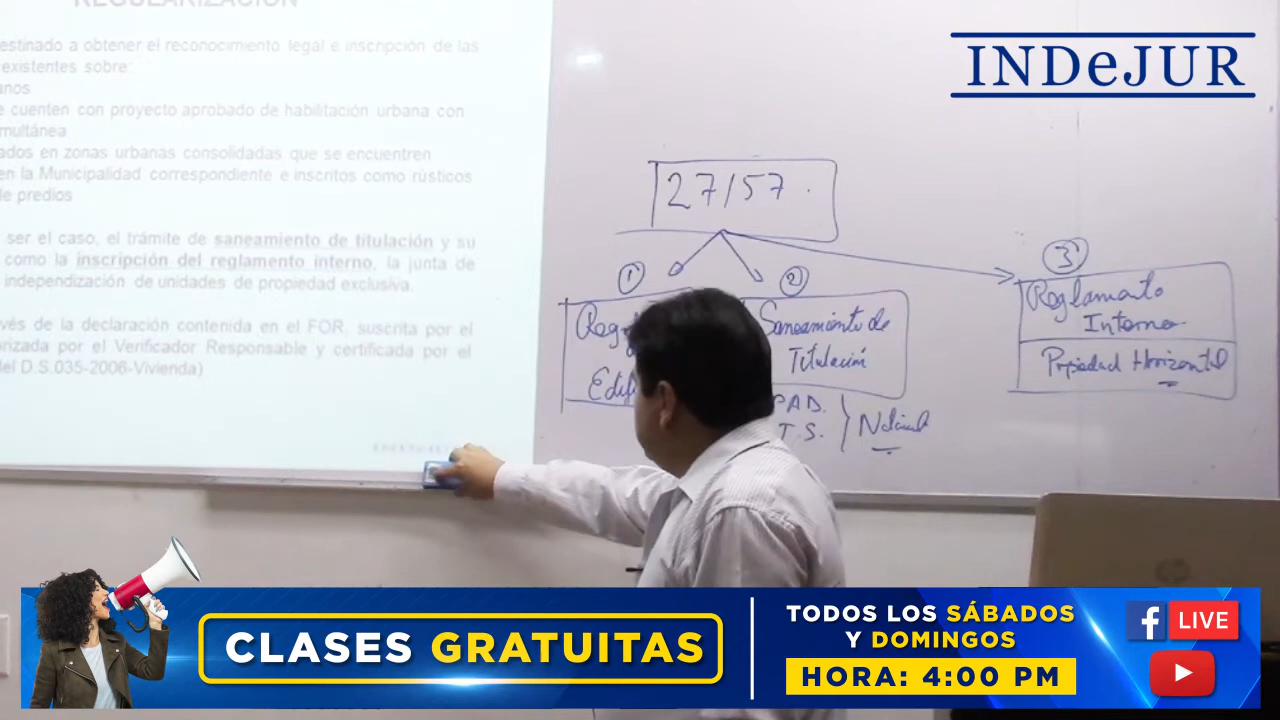 REGULARIZACIÓN
INDeJUR
estinado a obtener el reconocimiento legal e inscripción de las
existentes sobre:
anos
e cuenten con proyecto aprobado de habilitación urbana con
multánea
ados en zonas urbanas consolidadas que se encuentren
en la Municipalidad correspondiente e inscritos como rústicos
de predios
ser el caso, el trámite de saneamiento de titulación y su
como la inscripción del reglamento interno, la junta de
independización de unidades de propiedad exclusiva.
vés de la declaración contenida en el FOR, suscrita por el
orizada por el Verificador Responsable y certificada por el
del D.S.035-2006-Vivienda)
27157.
1
2
3
Reg
Edif
Saneamiento de
Titulación
P.A.D.
T.S.
Notarial
Reglamento
Interno
Propiedad Horizontal
CLASES GRATUITAS
TODOS LOS SÁBADOS
Y DOMINGOS
HORA: 4:00 PM
f LIVE